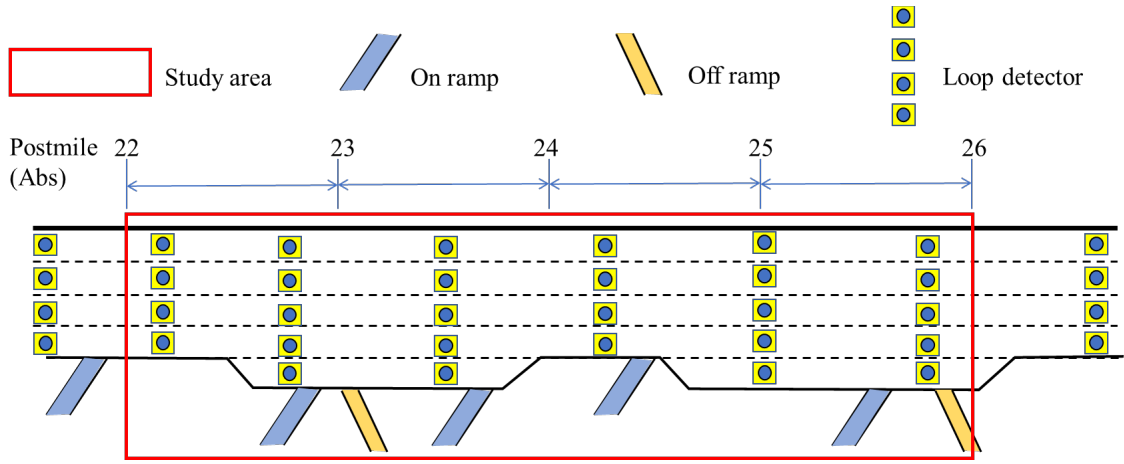 Study area
On ramp
Off ramp
Loop detector
Postmile 22 23 24 25 26
(Abs)